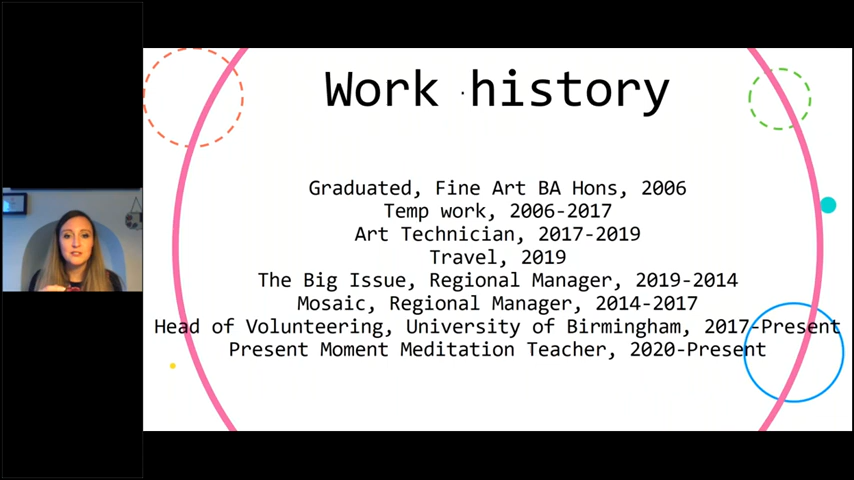 Work history
Graduated, Fine Art BA Hons, 2006
Temp work, 2006-2017
Art Technician, 2017-2019
Travel, 2019
The Big Issue, Regional Manager, 2019-2014
Mosaic, Regional Manager, 2014-2017
Head of Volunteering, University of Birmingham, 2017-Present
Present Moment Meditation Teacher, 2020-Present